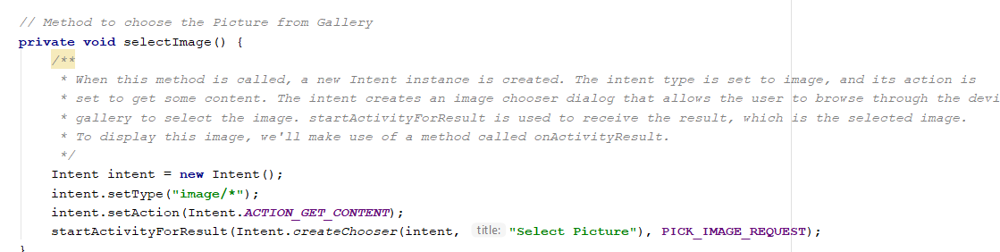 // Method to choose the Picture from Gallery
private void selectImage() {
/**
* When this method is called, a new Intent instance is created. The intent type is set to image, and its action is
* set to get some content. The intent creates an image chooser dialog that allows the user to browse through the devi
* gallery to select the image. startActivityForResult is used to receive the result, which is the selected image.
* To display this image, we'll make use of a method called onActivityResult.
*/
Intent intent = new Intent();
intent.setType("image/*");
intent.setAction(Intent.ACTION_GET_CONTENT);
startActivityForResult(Intent.createChooser(intent, title: "Select Picture"), PICK_IMAGE_REQUEST);
}